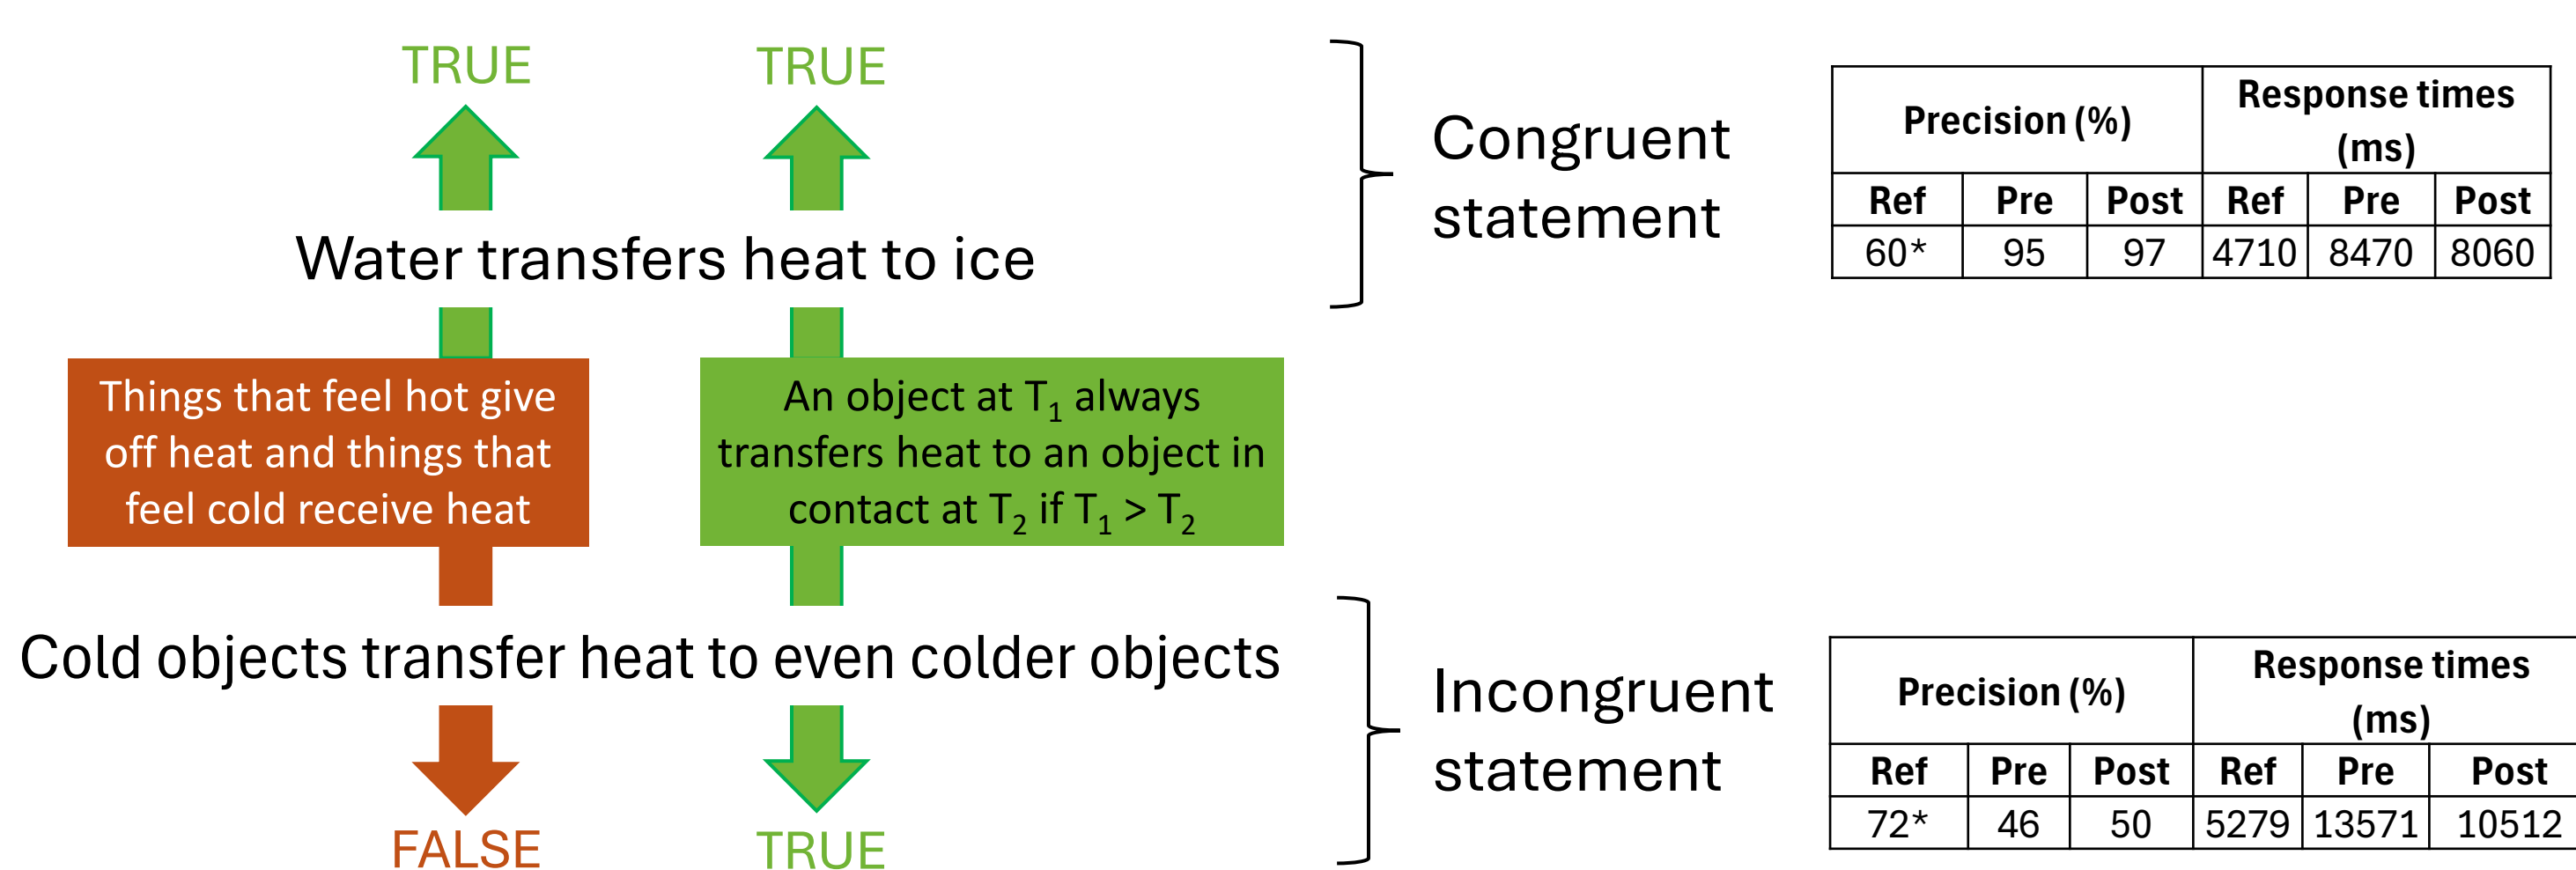 TRUE
TRUE
Water transfers heat to ice
Things that feel hot give
off heat and things that
feel cold receive heat
An object at T₁ always
transfers heat to an object in
contact at T₂ if T₁ > T₂
Cold objects transfer heat to even colder objects
FALSE
TRUE
Congruent
statement
Precision (%)
Response times
(ms)
Ref Pre Post Ref Pre Post
60* 95 97 4710 8470 8060
Incongruent
statement
Precision (%)
Response times
(ms)
Ref Pre Post Ref Pre Post
72* 46 50 5279 13571 10512